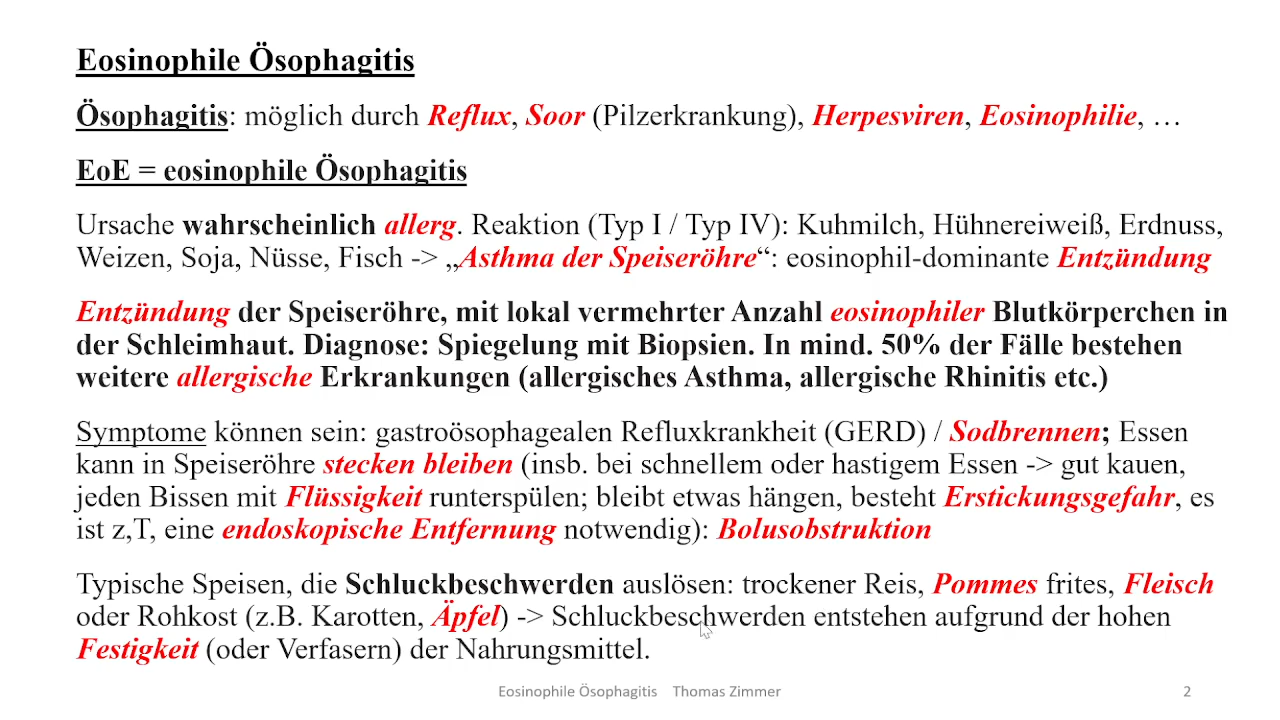 Eosinophile Ösophagitis
Ösophagitis: möglich durch Reflux, Soor (Pilzerkrankung), Herpesviren, Eosinophilie, …
EoE = eosinophile Ösophagitis
Ursache wahrscheinlich allerg. Reaktion (Typ I / Typ IV): Kuhmilch, Hühnereiweiß, Erdnuss,
Weizen, Soja, Nüsse, Fisch -> „Asthma der Speiseröhre“: eosinophil-dominante Entzündung
Entzündung der Speiseröhre, mit lokal vermehrter Anzahl eosinophiler Blutkörperchen in
der Schleimhaut. Diagnose: Spiegelung mit Biopsien. In mind. 50% der Fälle bestehen
weitere allergische Erkrankungen (allergisches Asthma, allergische Rhinitis etc.)
Symptome können sein: gastroösophagealen Refluxkrankheit (GERD) / Sodbrennen; Essen
kann in Speiseröhre stecken bleiben (insb. bei schnellem oder hastigem Essen -> gut kauen,
jeden Bissen mit Flüssigkeit runterspülen; bleibt etwas hängen, besteht Erstickungsgefahr, es
ist z,T, eine endoskopische Entfernung notwendig): Bolusobstruktion
Typische Speisen, die Schluckbeschwerden auslösen: trockener Reis, Pommes frites, Fleisch
oder Rohkost (z.B. Karotten, Äpfel) -> Schluckbeschwerden entstehen aufgrund der hohen
Festigkeit (oder Verfasern) der Nahrungsmittel.
Eosinophile Ösophagitis Thomas Zimmer 2